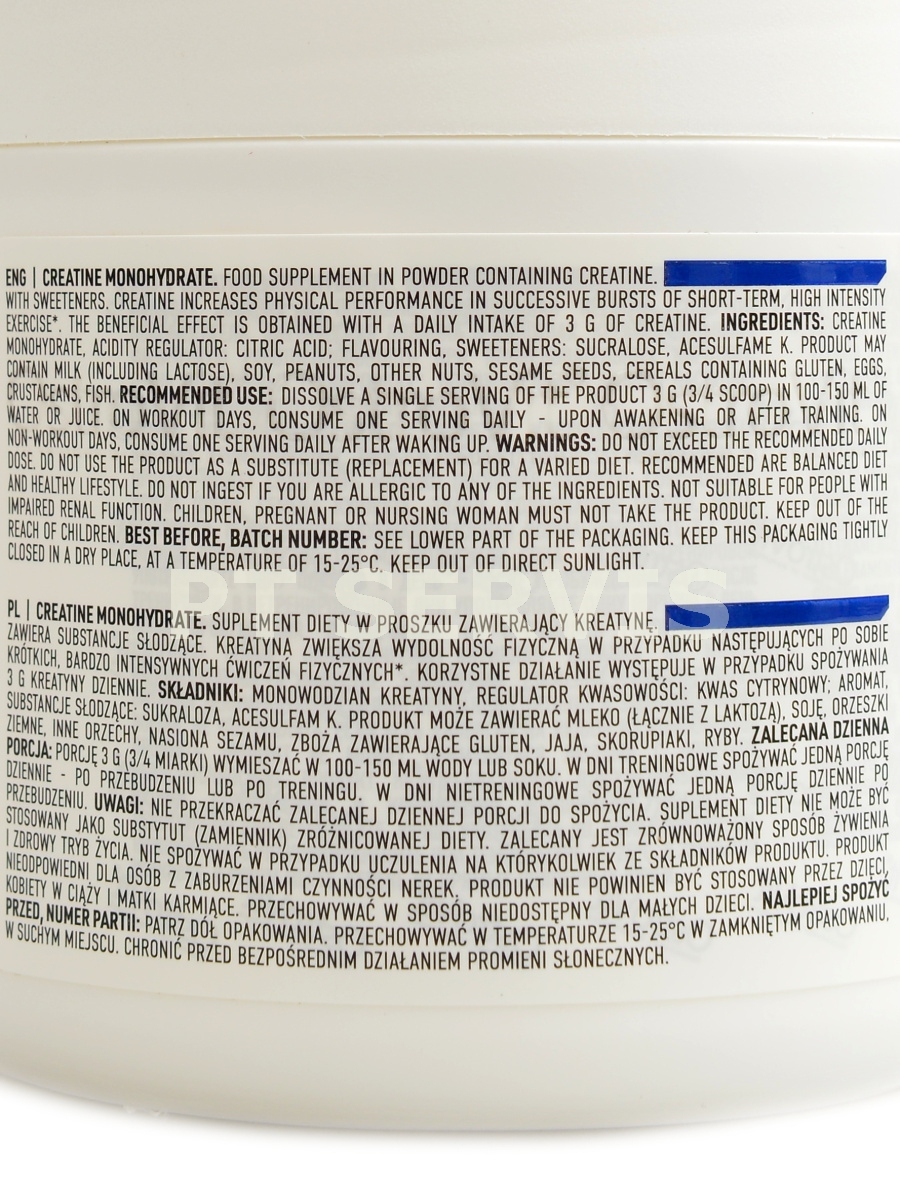 ENG | CREATINE MONOHYDRATE. FOOD SUPPLEMENT IN POWDER CONTAINING CREATINE.
WITH SWEETENERS. CREATINE INCREASES PHYSICAL PERFORMANCE IN SUCCESSIVE BURSTS OF SHORT-TERM, HIGH INTENSITY
EXERCISE*. THE BENEFICIAL EFFECT IS OBTAINED WITH A DAILY INTAKE OF 3 G OF CREATINE. INGREDIENTS: CREATINE
MONOHYDRATE, ACIDITY REGULATOR: CITRIC ACID; FLAVOURING, SWEETENERS: SUCRALOSE, ACESULFAME K. PRODUCT MAY
CONTAIN MILK (INCLUDING LACTOSE), SOY, PEANUTS, OTHER NUTS, SESAME SEEDS, CEREALS CONTAINING GLUTEN, EGGS,
CRUSTACEANS, FISH. RECOMMENDED USE: DISSOLVE A SINGLE SERVING OF THE PRODUCT 3 G (3/4 SCOOP) IN 100-150 ML OF
WATER OR JUICE. ON WORKOUT DAYS, CONSUME ONE SERVING DAILY - UPON AWAKENING OR AFTER TRAINING. ON
NON-WORKOUT DAYS, CONSUME ONE SERVING DAILY AFTER WAKING UP. WARNINGS: DO NOT EXCEED THE RECOMMENDED DAILY
DOSE. DO NOT USE THE PRODUCT AS A SUBSTITUTE (REPLACEMENT) FOR A VARIED DIET. RECOMMENDED ARE BALANCED DIET
AND HEALTHY LIFESTYLE. DO NOT INGEST IF YOU ARE ALLERGIC TO ANY OF THE INGREDIENTS. NOT SUITABLE FOR PEOPLE WITH
IMPAIRED RENAL FUNCTION. CHILDREN, PREGNANT OR NURSING WOMAN MUST NOT TAKE THE PRODUCT. KEEP OUT OF THE
REACH OF CHILDREN. BEST BEFORE, BATCH NUMBER: SEE LOWER PART OF THE PACKAGING. KEEP THIS PACKAGING TIGHTLY
CLOSED IN A DRY PLACE, AT A TEMPERATURE OF 15-25°C. KEEP OUT OF DIRECT SUNLIGHT.
PT SERVIS
PL | CREATINE MONOHYDRATE. SUPLEMENT DIETY W PROSZKU ZAWIERAJĄCY KREATYNĘ.
ZAWIERA SUBSTANCJE SŁODZĄCE. KREATYNA ZWIĘKSZA WYDOLNOŚĆ FIZYCZNĄ W PRZYPADKU NASTĘPUJĄCYCH PO SOBIE
KRÓTKICH, BARDZO INTENSYWNYCH ĆWICZEŃ FIZYCZNYCH*. KORZYSTNE DZIAŁANIE WYSTĘPUJE W PRZYPADKU SPOŻYWANIA
3 G KREATYNY DZIENNIE. SKŁADNIKI: MONOWODZIAN KREATYNY, REGULATOR KWASOWOŚCI: KWAS CYTRYNOWY; AROMAT,
SUBSTANCJE SŁODZĄCE: SUKRALOZA, ACESULFAM K. PRODUKT MOŻE ZAWIERAĆ MLEKO (ŁĄCZNIE Z LAKTOZĄ), SOJĘ, ORZESZKI
ZIEMNE, INNE ORZECHY, NASIONA SEZAMU, ZBOŻA ZAWIERAJĄCE GLUTEN, JAJA, SKORUPIAKI, RYBY. ZALECANA DZIENNA
PORCJA: PORCJĘ 3 G (3/4 MIARKI) WYMIESZAĆ W 100-150 ML WODY LUB SOKU. W DNI TRENINGOWE SPOŻYWAĆ JEDNĄ PORCJĘ
DZIENNIE - PO PRZEBUDZENIU LUB PO TRENINGU. W DNI NIETRENINGOWE SPOŻYWAĆ JEDNĄ PORCJĘ DZIENNIE PO
PRZEBUDZENIU. UWAGI: NIE PRZEKRACZAĆ ZALECANEJ DZIENNEJ PORCJI DO SPOŻYCIA. SUPLEMENT DIETY NIE MOŻE BYĆ
STOSOWANY JAKO SUBSTYTUT (ZAMIENNIK) ZRÓŻNICOWANEJ DIETY. ZALECANY JEST ZRÓWNOWAŻONY SPOSÓB ŻYWIENIA
I ZDROWY TRYB ŻYCIA. NIE SPOŻYWAĆ W PRZYPADKU UCZULENIA NA KTÓRYKOLWIEK ZE SKŁADNIKÓW PRODUKTU. PRODUKT
NIEODPOWIEDNI DLA OSÓB Z ZABURZENIAMI CZYNNOŚCI NEREK. PRODUKT NIE POWINIEN BYĆ STOSOWANY PRZEZ DZIECI,
KOBIETY W CIĄŻY I MATKI KARMIĄCE. PRZECHOWYWAĆ W SPOSÓB NIEDOSTĘPNY DLA MAŁYCH DZIECI. NAJLEPIEJ SPOŻYĆ
PRZED, NUMER PARTII: PATRZ DÓŁ OPAKOWANIA. PRZECHOWYWAĆ W TEMPERATURZE 15-25°C W ZAMKNIĘTYM OPAKOWANIU,
W SUCHYM MIEJSCU. CHRONIĆ PRZED BEZPOŚREDNIM DZIAŁANIEM PROMIENI SŁONECZNYCH.